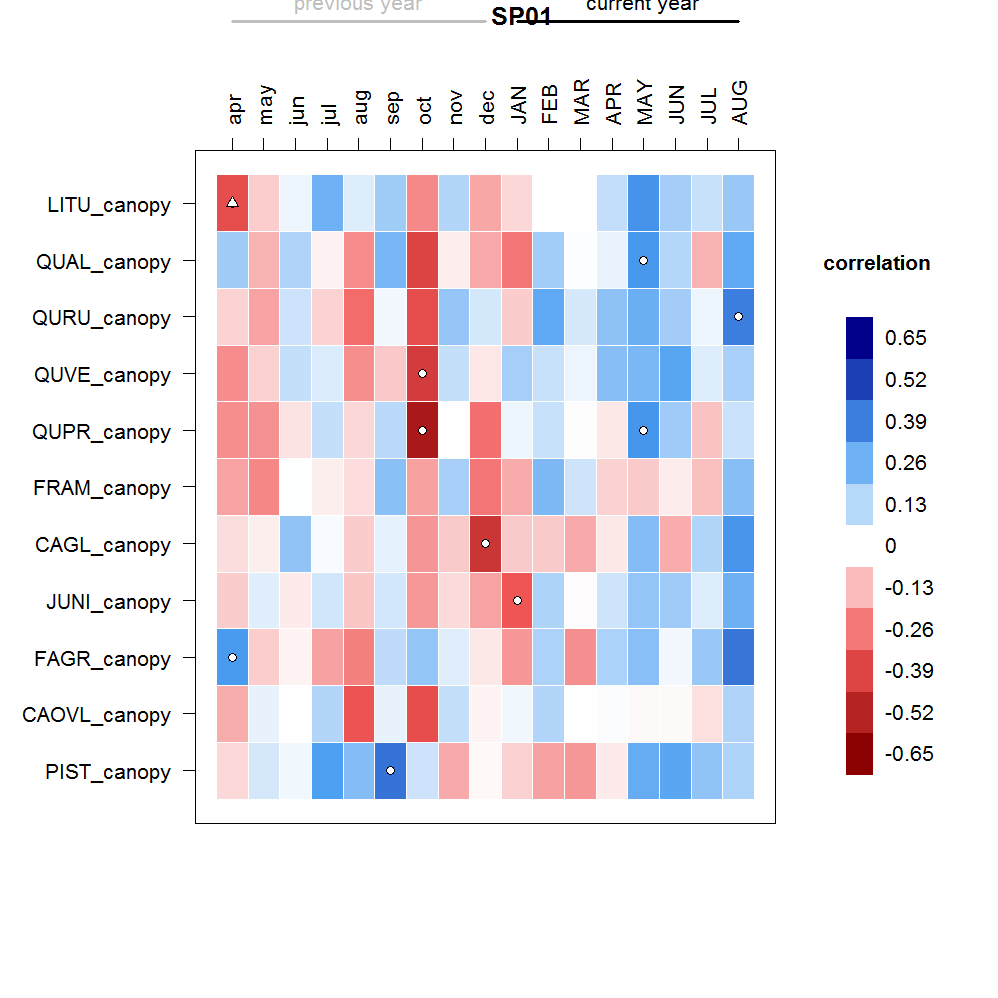 previous year
current year
SP01
apr
may
jun
jul
aug
sep
oct
nov
dec
JAN
FEB
MAR
APR
MAY
JUN
JUL
AUG
LITU_canopy
QUAL_canopy
QURU_canopy
QUVE_canopy
QUPR_canopy
FRAM_canopy
CAGL_canopy
JUNI_canopy
FAGR_canopy
CAOVL_canopy
PIST_canopy
correlation
0.65
0.52
0.39
0.26
0.13
0
-0.13
-0.26
-0.39
-0.52
-0.65